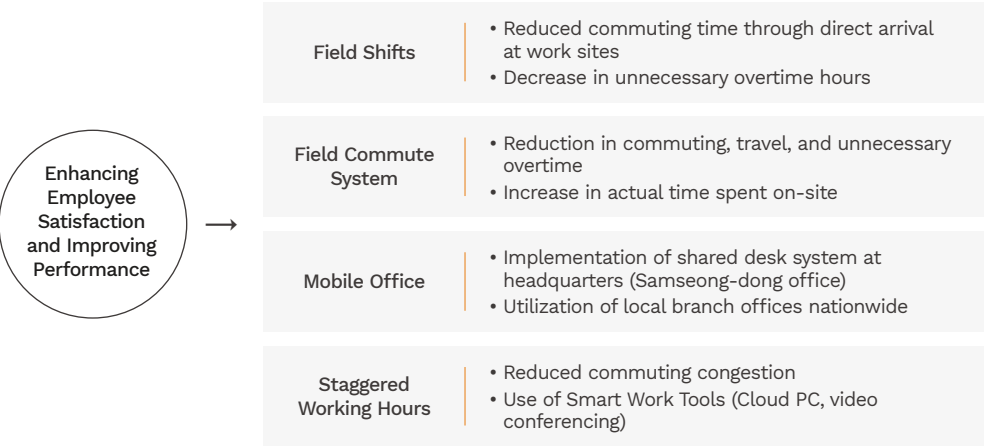 Enhancing
Employee
Satisfaction
and Improving
Performance
→
Field Shifts
• Reduced commuting time through direct arrival
at work sites
• Decrease in unnecessary overtime hours
Field Commute
System
• Reduction in commuting, travel, and unnecessary
overtime
• Increase in actual time spent on-site
Mobile Office
• Implementation of shared desk system at
headquarters (Samseong-dong office)
• Utilization of local branch offices nationwide
Staggered
Working Hours
• Reduced commuting congestion
• Use of Smart Work Tools (Cloud PC, video
conferencing)